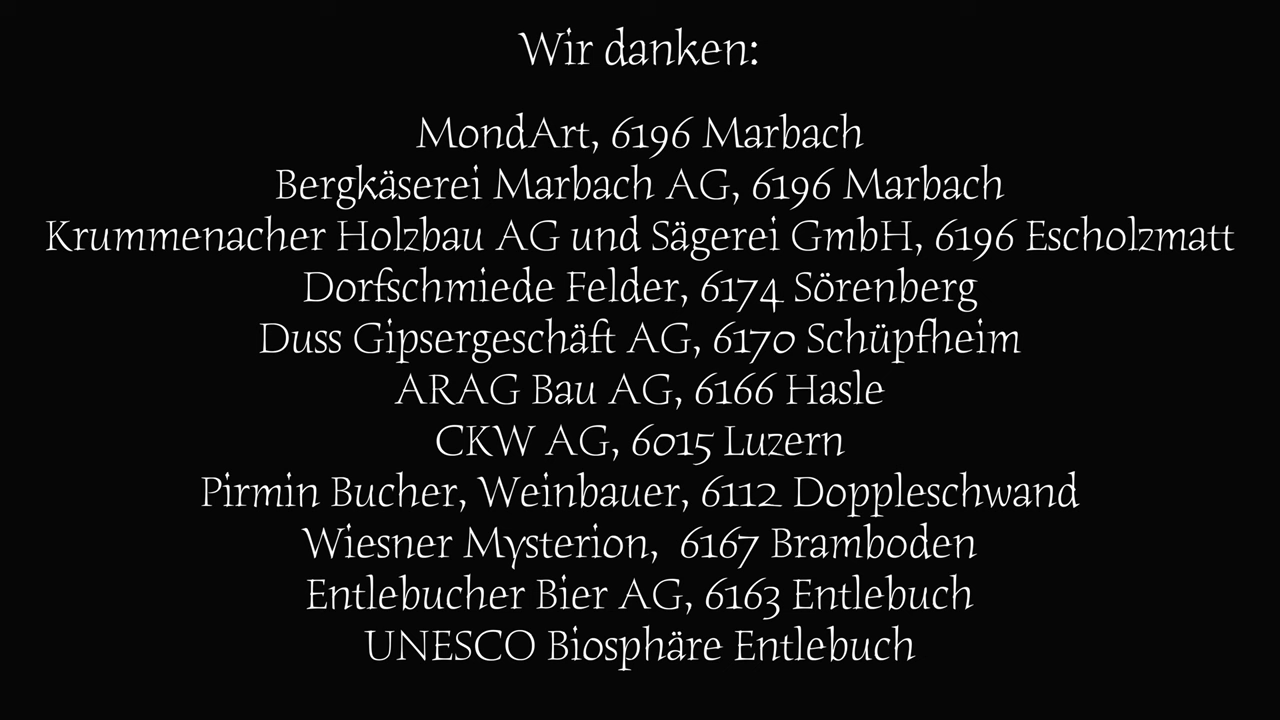 Wir danken:
MondArt, 6196 Marbach
Bergkäserei Marbach AG, 6196 Marbach
Krummenacher Holzbau AG und Sägerei GmbH, 6196 Escholzmatt
Dorfschmiede Felder, 6174 Sörenberg
Duss Gipsergeschäft AG, 6170 Schüpfheim
ARAG Bau AG, 6166 Hasle
CKW AG, 6015 Luzern
Pirmin Bucher, Weinbauer, 6112 Doppleschwand
Wiesner Mysterion, 6167 Bramboden
Entlebucher Bier AG, 6163 Entlebuch
UNESCO Biosphäre Entlebuch